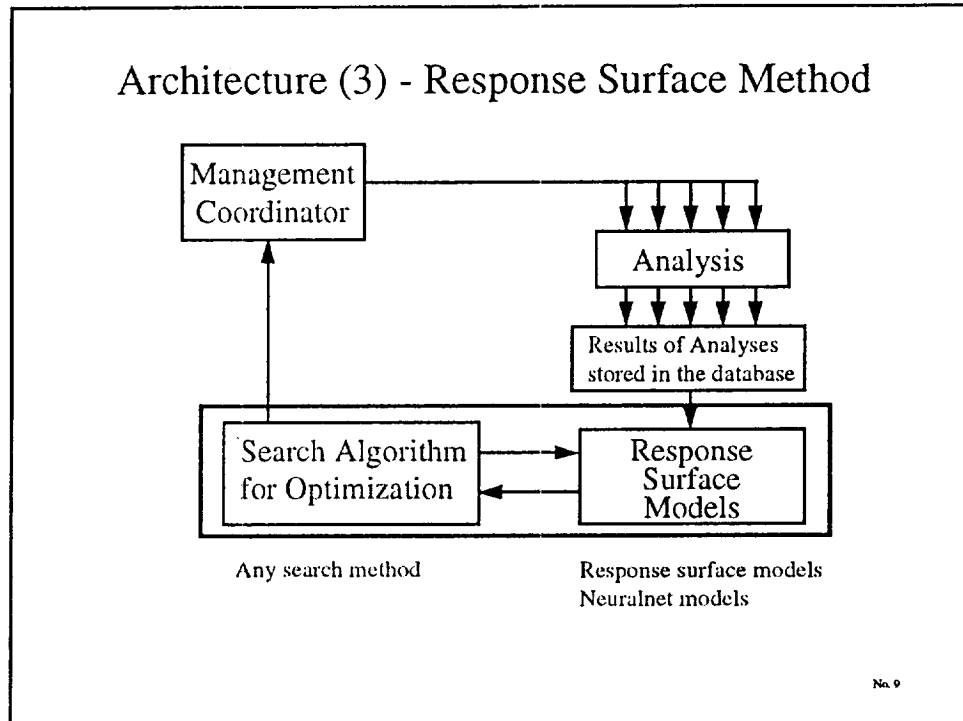 Architecture (3) - Response Surface Method
Management
Coordinator
Analysis
Results of Analyses
stored in the database
Search Algorithm
for Optimization
Response
Surface
Models
Any search method
Response surface models
Neuralnet models
No. 9